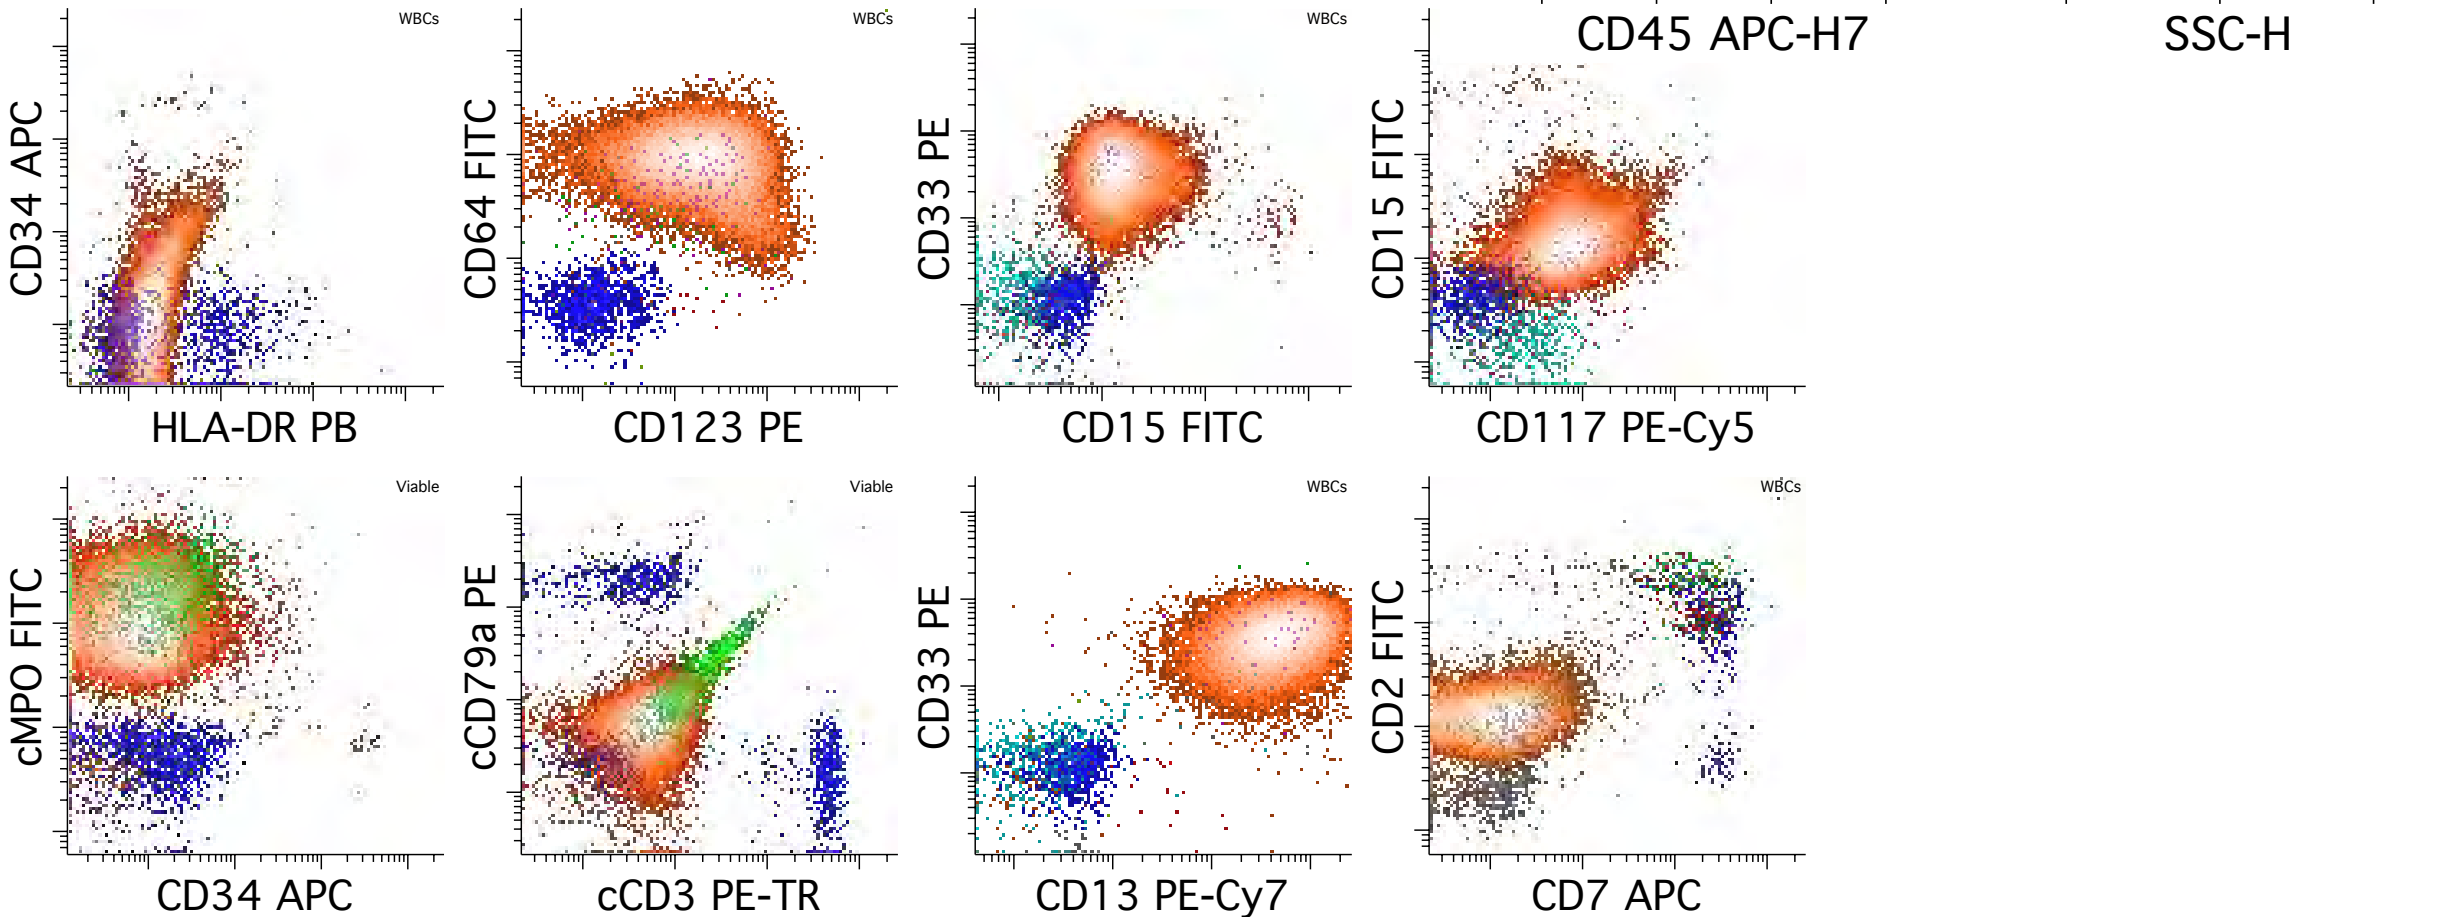 CD45 APC-H7
SSC-H
WBCs
CD34 APC
HLA-DR PB
WBCs
CD64 FITC
CD123 PE
WBCs
CD33 PE
CD15 FITC
CD15 FITC
CD117 PE-Cy5
Viable
cMPO FITC
CD34 APC
Viable
cCD79a PE
cCD3 PE-TR
WBCs
CD33 PE
CD13 PE-Cy7
WBCs
CD2 FITC
CD7 APC